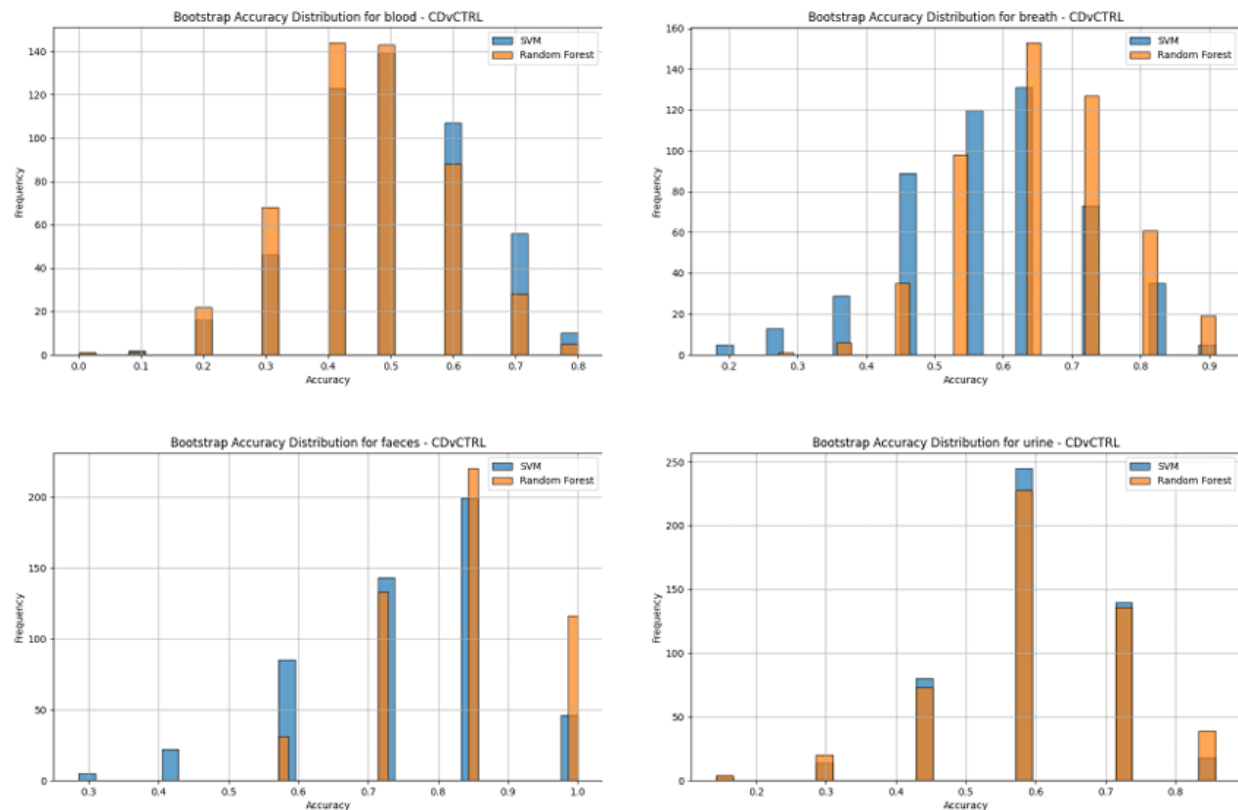 Bootstrap Accuracy Distribution for blood - CDvCTRL
SVM
Random Forest
140
120
100
80
60
40
20
0
Frequency
0.0 0.1 0.2 0.3 0.4 0.5 0.6 0.7 0.8
Accuracy
Bootstrap Accuracy Distribution for breath - CDvCTRL
SVM
Random Forest
160
140
120
100
80
60
40
20
0
Frequency
0.2 0.3 0.4 0.5 0.6 0.7 0.8 0.9
Accuracy
Bootstrap Accuracy Distribution for faeces - CDvCTRL
SVM
Random Forest
200
150
100
50
0
Frequency
0.3 0.4 0.5 0.6 0.7 0.8 0.9 1.0
Accuracy
Bootstrap Accuracy Distribution for urine - CDvCTRL
SVM
Random Forest
250
200
150
100
50
0
Frequency
0.2 0.3 0.4 0.5 0.6 0.7 0.8
Accuracy